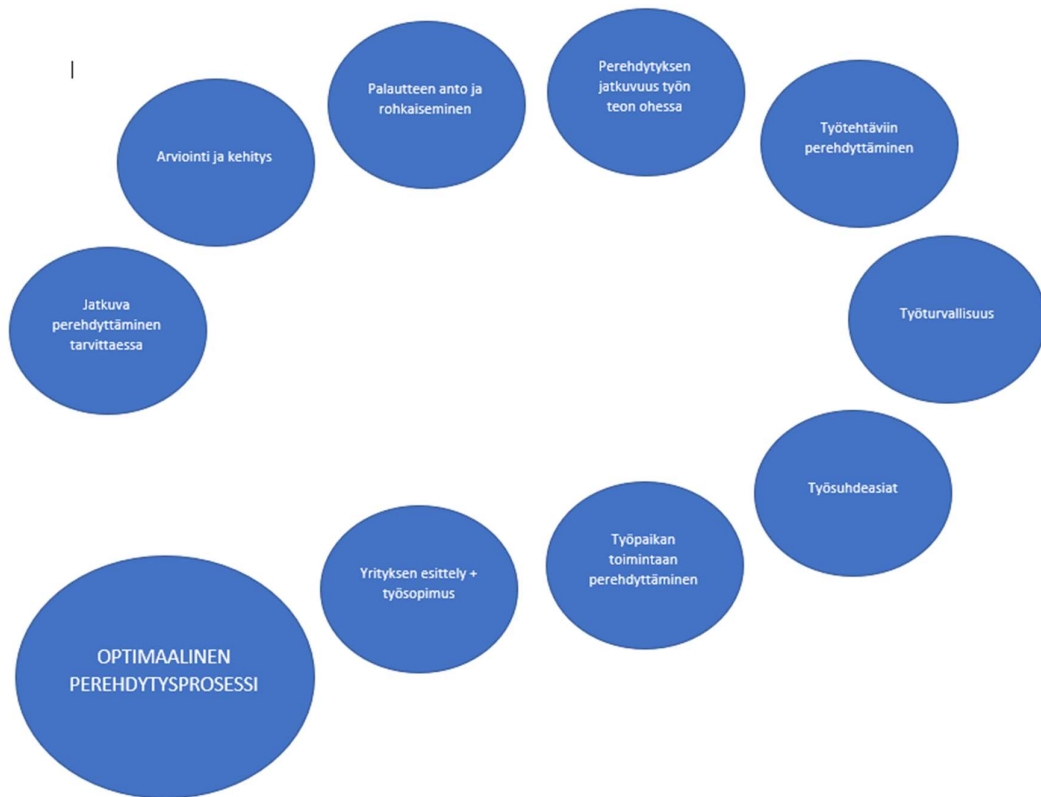 Palautteen anto ja
rohkaiseminen
Perehdytyksen
jatkuvuus työn
teon ohessa
Työtehtäviin
perehdyttäminen
Arviointi ja kehitys
Jatkuva
perehdyttäminen
tarvittaessa
Työturvallisuus
Työsuhdeasiat
Työpaikan
toimintaan
perehdyttäminen
Yrityksen esittely +
työsopimus
OPTIMAALINEN
PEREHDYTYSPROSESSI